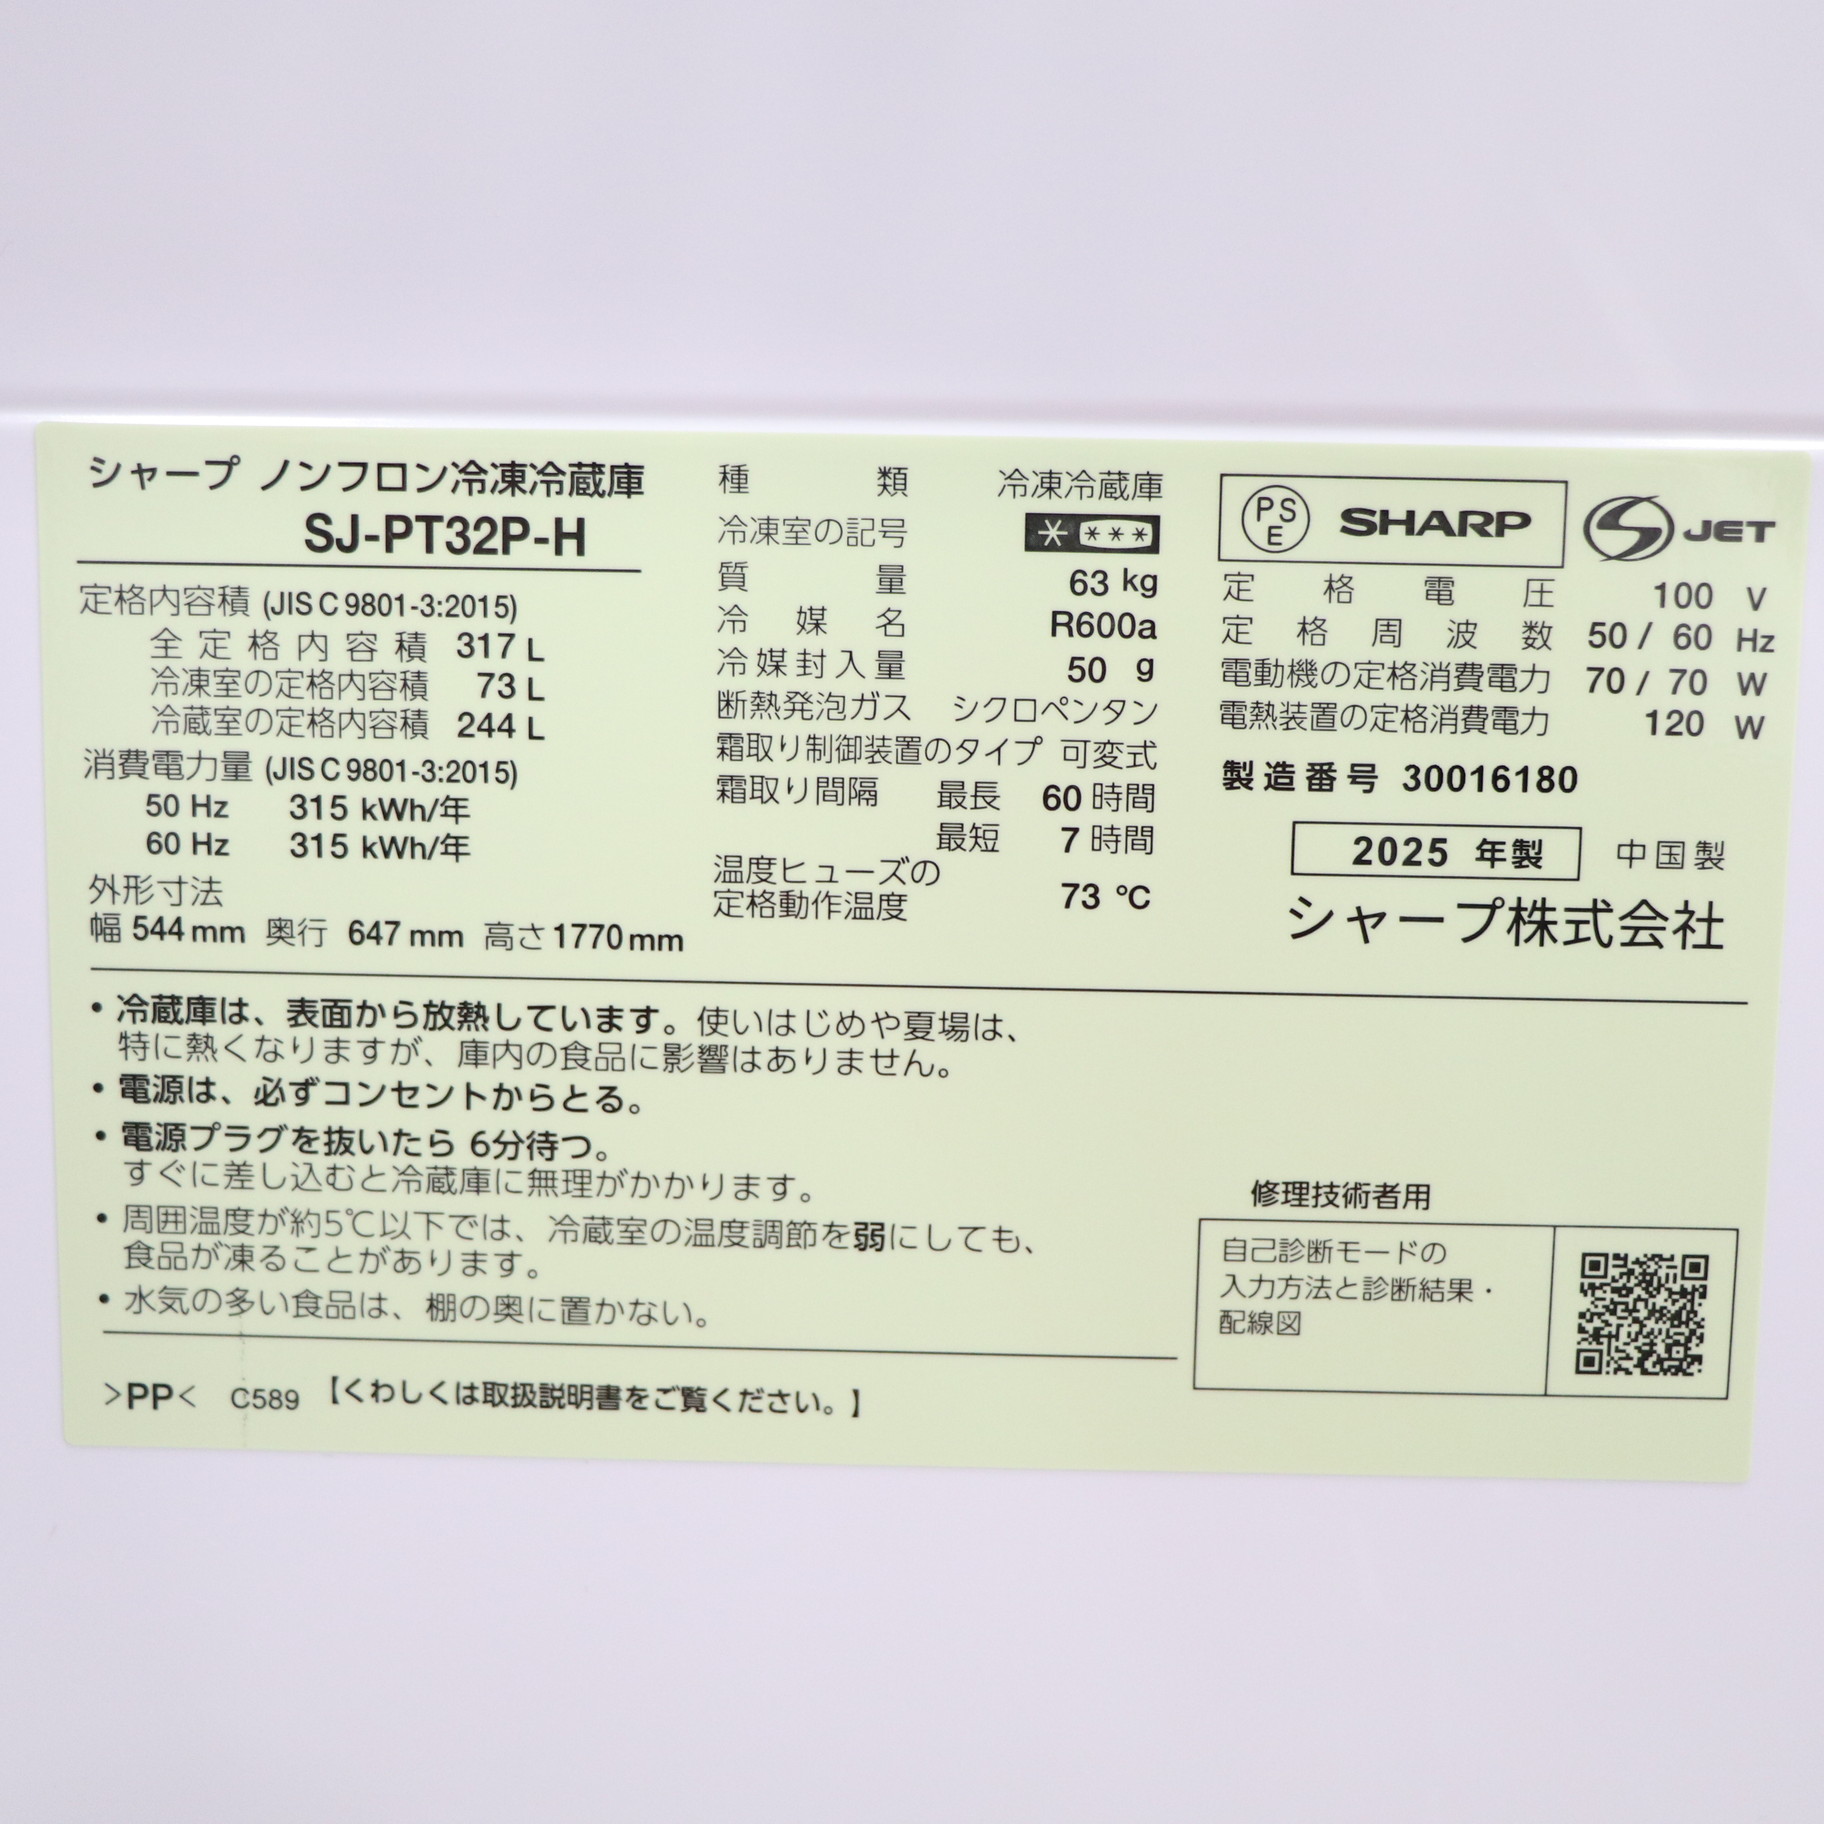 シャープ ノンフロン冷凍冷蔵庫
SJ-PT32P-H
定格内容積 (JIS C 9801-3:2015)
全定格内容積 317 L
冷凍室の定格内容積 73 L
冷蔵室の定格内容積 244 L
消費電力量 (JIS C 9801-3:2015)
50 Hz 315 kWh/年
60 Hz 315 kWh/年
外形寸法
幅 544 mm 奥行 647 mm 高さ 1770 mm
種類 冷凍冷蔵庫
冷凍室の記号 * ***
質量 63 kg
冷媒名 R600a
冷媒封入量 50 g
断熱発泡ガス シクロペンタン
霜取り制御装置のタイプ 可変式
霜取り間隔 最長 60 時間
最短 7 時間
温度ヒューズの
定格動作温度 73 ℃
PSE SHARP S JET
定格電圧 100 V
定格周波数 50 / 60 Hz
電動機の定格消費電力 70 / 70 W
電熱装置の定格消費電力 120 W
製造番号 30016180
2025 年製 中国製
シャープ株式会社
• 冷蔵庫は、表面から放熱しています。使いはじめや夏場は、
特に熱くなりますが、庫内の食品に影響はありません。
• 電源は、必ずコンセントからとる。
• 電源プラグを抜いたら 6分待つ。
すぐに差し込むと冷蔵庫に無理がかかります。
• 周囲温度が約5℃以下では、冷蔵室の温度調節を弱にしても、
食品が凍ることがあります。
• 水気の多い食品は、棚の奥に置かない。
>PP< C589 【くわしくは取扱説明書をご覧ください。】
修理技術者用
自己診断モードの
入力方法と診断結果・
配線図